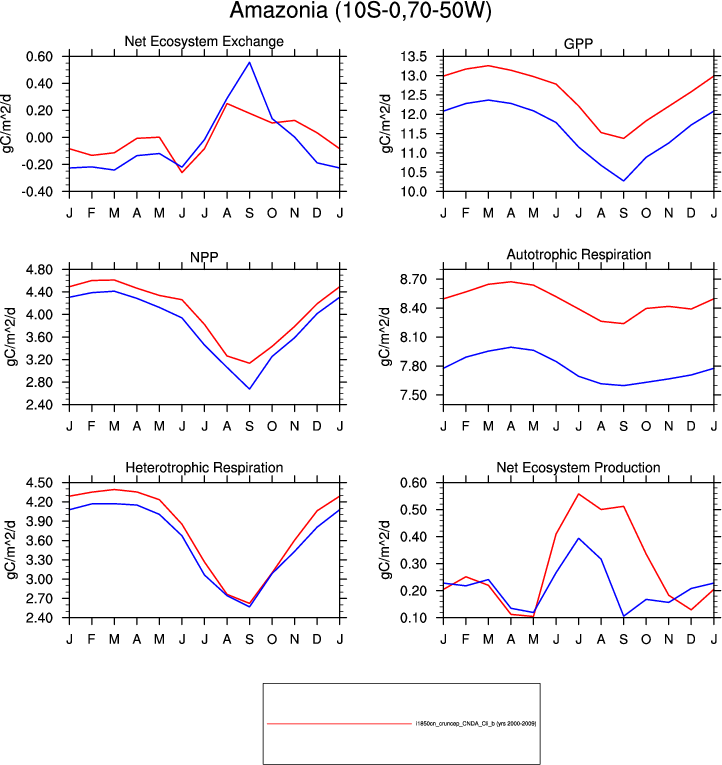 Amazonia (10S-0,70-50W)
Net Ecosystem Exchange
gC/m^2/d
0.60
0.40
0.20
0.00
-0.20
-0.40
J F M A M J J A S O N D J
GPP
gC/m^2/d
13.5
13.0
12.5
12.0
11.5
11.0
10.5
10.0
J F M A M J J A S O N D J
NPP
gC/m^2/d
4.80
4.40
4.00
3.60
3.20
2.80
2.40
J F M A M J J A S O N D J
Autotrophic Respiration
gC/m^2/d
8.70
8.40
8.10
7.80
7.50
J F M A M J J A S O N D J
Heterotrophic Respiration
gC/m^2/d
4.50
4.20
3.90
3.60
3.30
3.00
2.70
2.40
J F M A M J J A S O N D J
Net Ecosystem Production
gC/m^2/d
0.60
0.50
0.40
0.30
0.20
0.10
J F M A M J J A S O N D J
i1850cn_cruncep_CNDA_Cli_b (yrs 2000-2009)